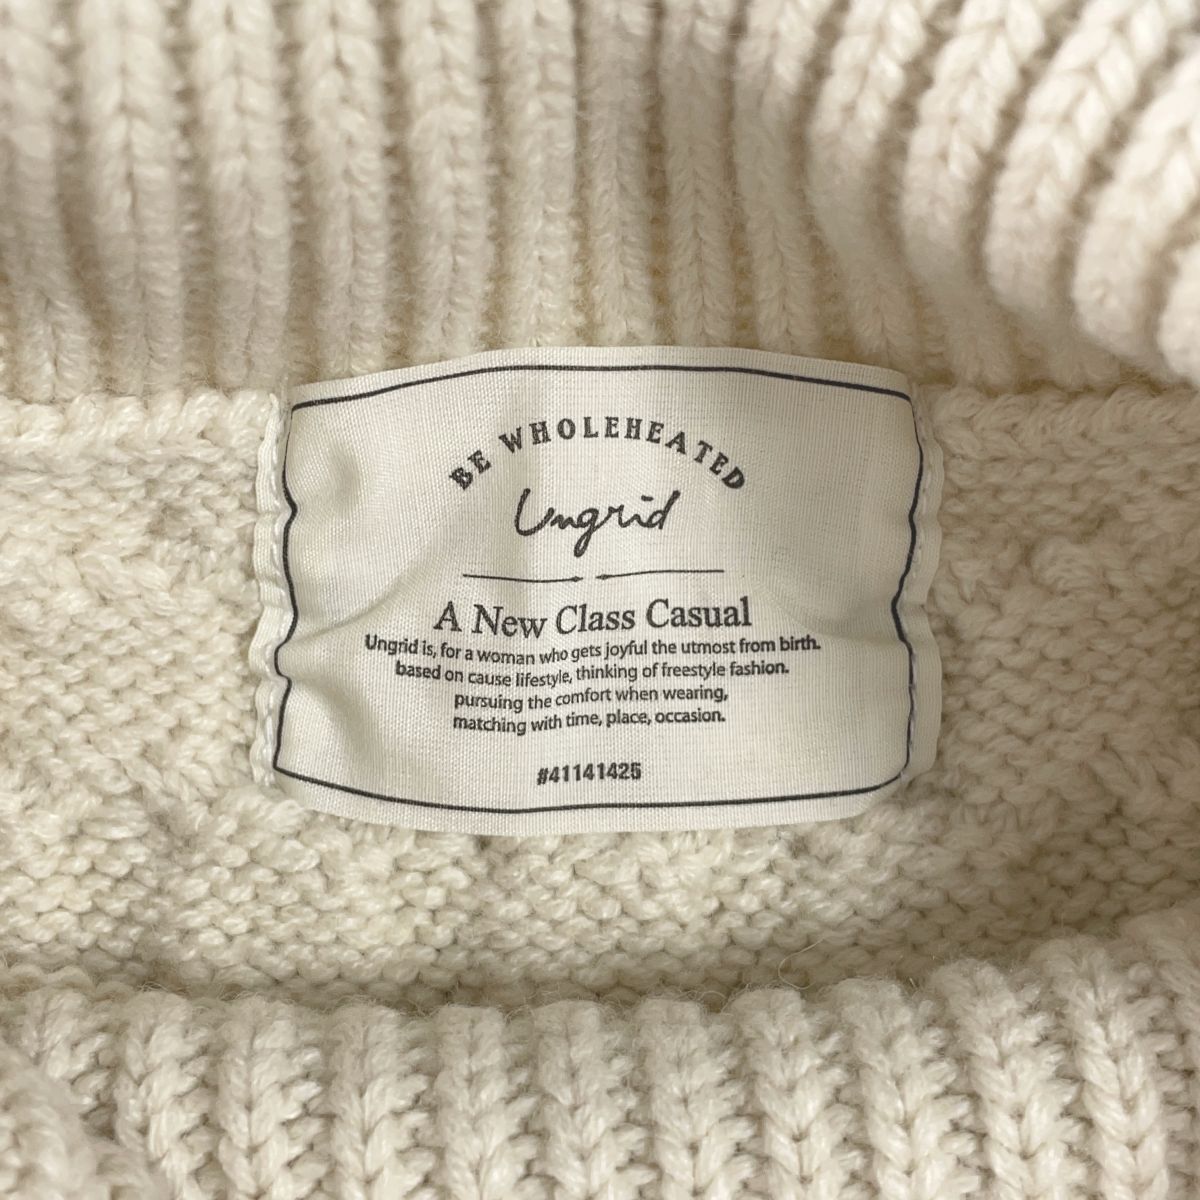 BE WHOLEHEATED
Ungrid
A New Class Casual
Ungrid is, for a woman who gets joyful the utmost from birth.
based on cause lifestyle, thinking of freestyle fashion.
pursuing the comfort when wearing,
matching with time, place, occasion.
#41141425